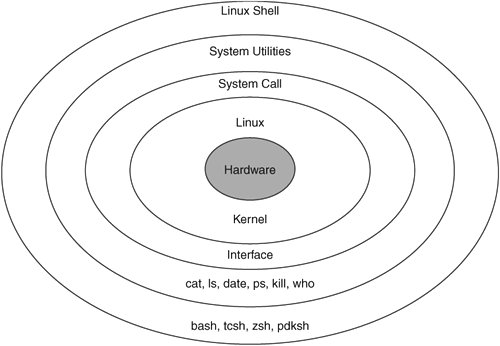 Linux Shell
System Utilities
System Call
Linux
Hardware
Kernel
Interface
cat, ls, date, ps, kill, who
bash, tcsh, zsh, pdksh